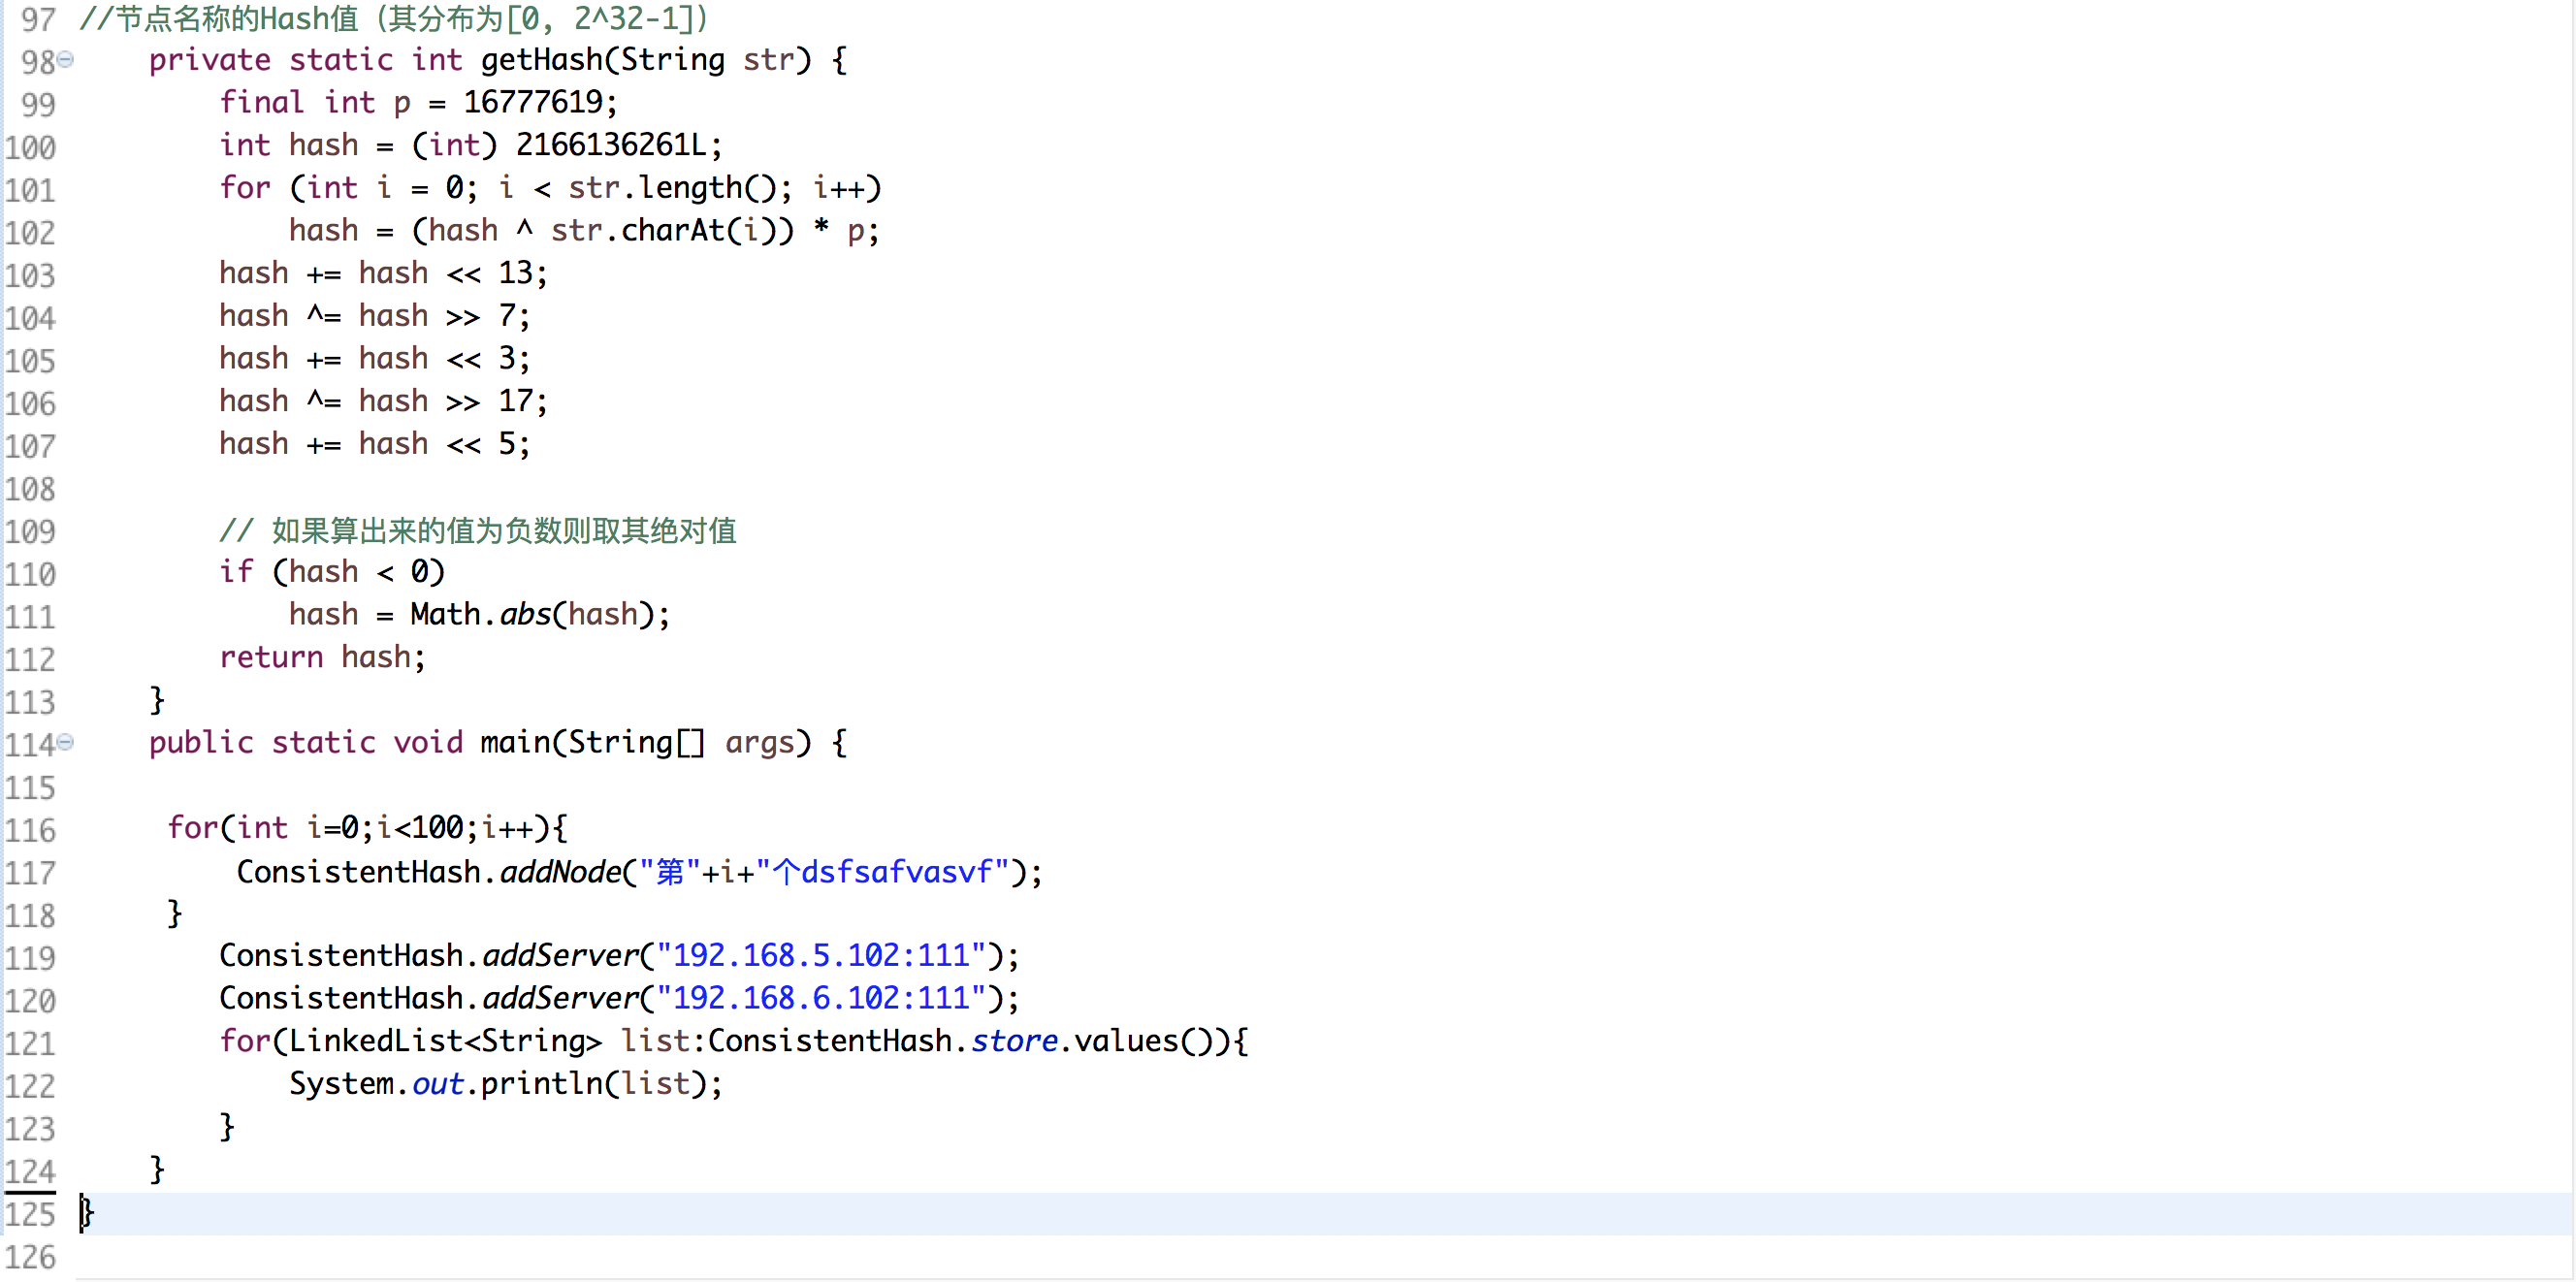 97 //节点名称的Hash值（其分布为[0, 2^32-1]）
98 private static int getHash(String str) {
99 final int p = 16777619;
100 int hash = (int) 2166136261L;
101 for (int i = 0; i < str.length(); i++)
102 hash = (hash ^ str.charAt(i)) * p;
103 hash += hash << 13;
104 hash ^= hash >> 7;
105 hash += hash << 3;
106 hash ^= hash >> 17;
107 hash += hash << 5;
108
109 // 如果算出来的值为负数则取其绝对值
110 if (hash < 0)
111 hash = Math.abs(hash);
112 return hash;
113 }
114 public static void main(String[] args) {
115
116 for(int i=0;i<100;i++){
117 ConsistentHash.addNode("第"+i+"个dsfsafvasvf");
118 }
119 ConsistentHash.addServer("192.168.5.102:111");
120 ConsistentHash.addServer("192.168.6.102:111");
121 for(LinkedList<String> list:ConsistentHash.store.values()){
122 System.out.println(list);
123 }
124 }
125 }
126